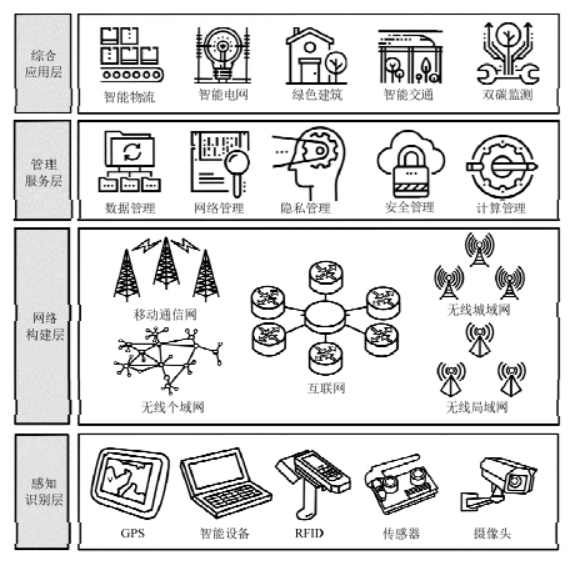 综合
应用层
智能物流
智能电网
绿色建筑
智能交通
双碳监测
管理
服务层
数据管理
网络管理
隐私管理
安全管理
计算管理
网络
构建层
移动通信网
无线城域网
互联网
无线个域网
无线局域网
感知
识别层
GPS
智能设备
RFID
传感器
摄像头